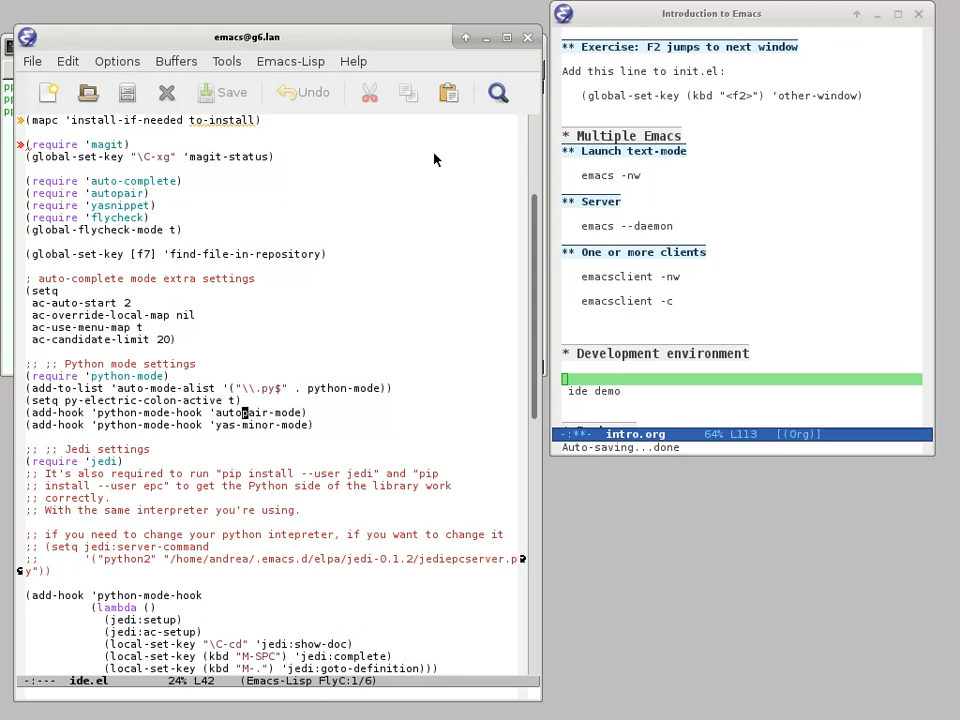 emacs@g6.lan
File Edit Options Buffers Tools Emacs-Lisp Help
Save Undo
(mapc 'install-if-needed to-install)
(require 'magit)
(global-set-key "\C-xg" 'magit-status)
(require 'auto-complete)
(require 'autopair)
(require 'yasnippet)
(require 'flycheck)
(global-flycheck-mode t)
(global-set-key [f7] 'find-file-in-repository)
; auto-complete mode extra settings
(setq
 ac-auto-start 2
 ac-override-local-map nil
 ac-use-menu-map t
 ac-candidate-limit 20)
;; ;; Python mode settings
(require 'python-mode)
(add-to-list 'auto-mode-alist '("\\.py$" . python-mode))
(setq py-electric-colon-active t)
(add-hook 'python-mode-hook 'autopair-mode)
(add-hook 'python-mode-hook 'yas-minor-mode)
;; ;; Jedi settings
(require 'jedi)
;; It's also required to run "pip install --user jedi" and "pip
;; install --user epc" to get the Python side of the library work
;; correctly.
;; With the same interpreter you're using.
;; if you need to change your python intepreter, if you want to change it
;; (setq jedi:server-command
;;       '("python2" "/home/andrea/.emacs.d/elpa/jedi-0.1.2/jediepcserver.p
y"))
(add-hook 'python-mode-hook
          (lambda ()
            (jedi:setup)
            (jedi:ac-setup)
            (local-set-key "\C-cd" 'jedi:show-doc)
            (local-set-key (kbd "M-SPC") 'jedi:complete)
            (local-set-key (kbd "M-.") 'jedi:goto-definition)))
-:--- ide.el 24% L42 (Emacs-Lisp FlyC:1/6)
Introduction to Emacs
** Exercise: F2 jumps to next window
Add this line to init.el:
(global-set-key (kbd "<f2>") 'other-window)
* Multiple Emacs
** Launch text-mode
emacs -nw
** Server
emacs --daemon
** One or more clients
emacsclient -nw
emacsclient -c
* Development environment
ide demo
-:**- intro.org 64% L113 [(Org)]
Auto-saving...done